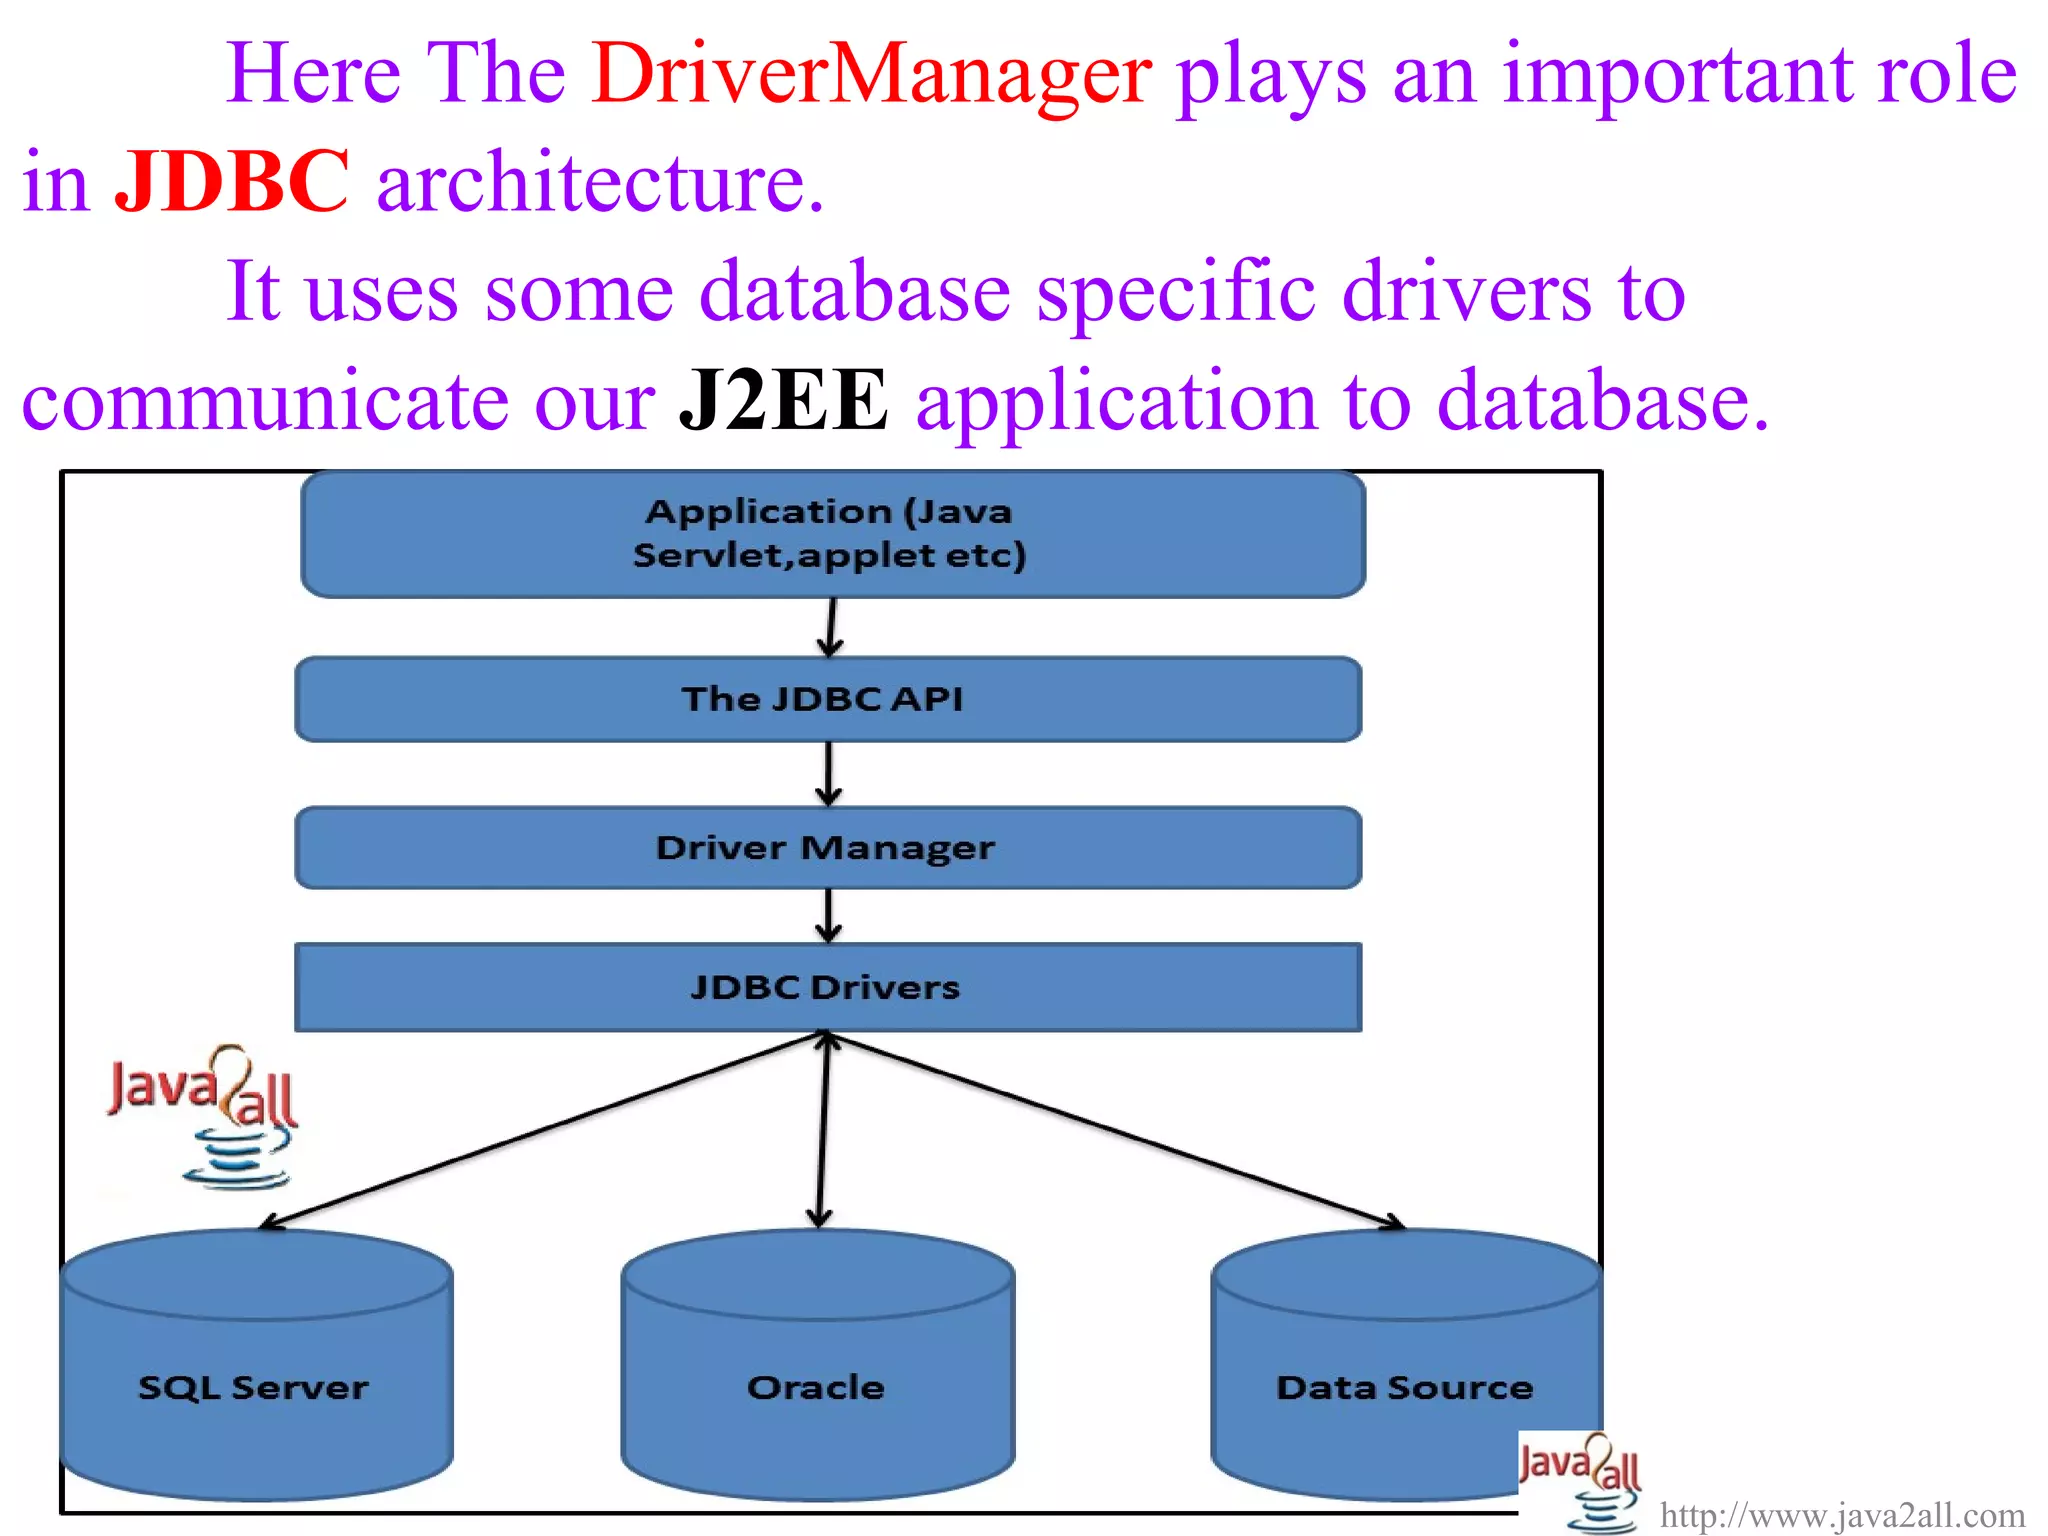 Here The DriverManager plays an important role
in JDBC architecture.
It uses some database specific drivers to
communicate our J2EE application to database.
Application (Java
Servlet,applet etc)
The JDBC API
Driver Manager
JDBC Drivers
Java2all
SQL Server
Oracle
Data Source
Java2all
http://www.java2all.com